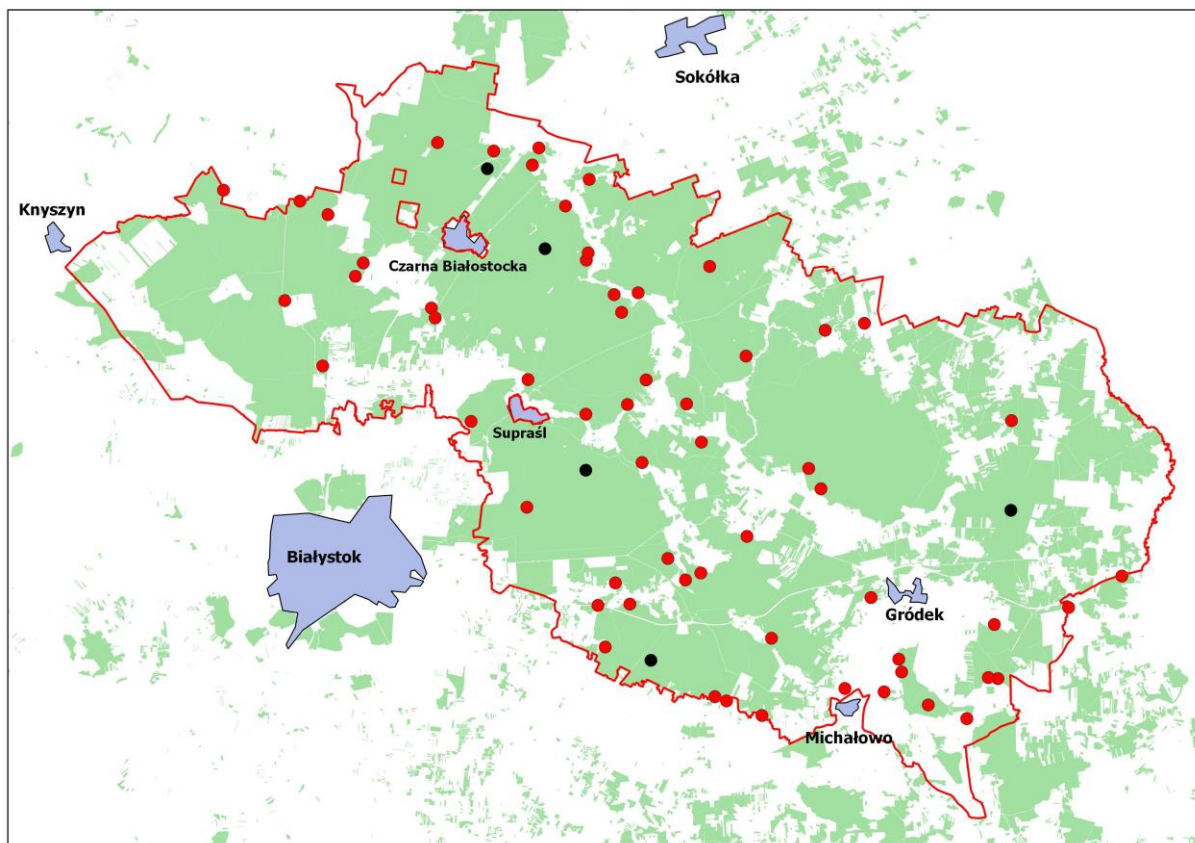 Sokółka
Knyszyn
Czarna Białostocka
Supraśl
Białystok
Gródek
Michałowo